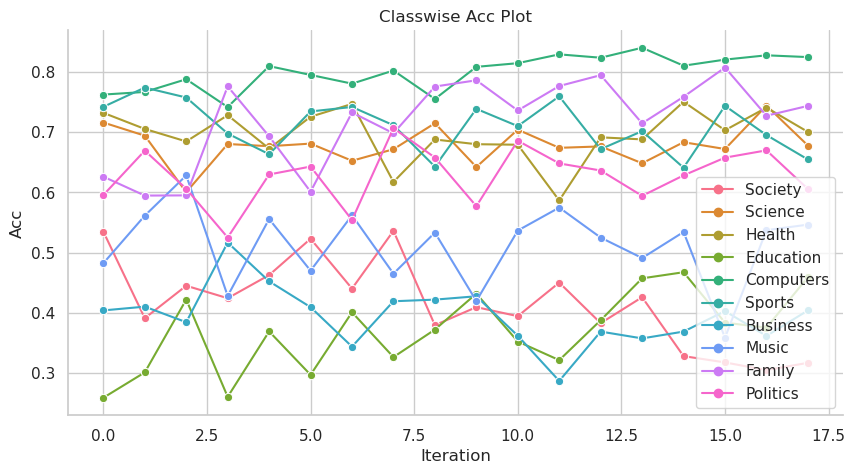 Classwise Acc Plot
Acc
0.8
0.7
0.6
0.5
0.4
0.3
Society
Science
Health
Education
Computers
Sports
Business
Music
Family
Politics
0.0 2.5 5.0 7.5 10.0 12.5 15.0 17.5
Iteration